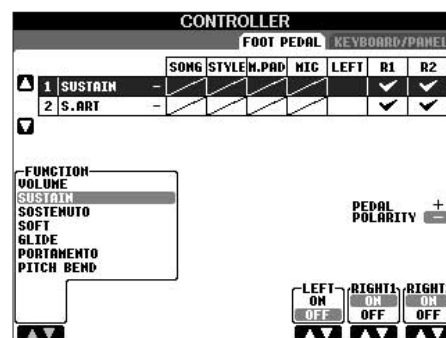 CONTROLLER
FOOT PEDAL KEYBOARD/PANEL
SONG STYLE M.PAD MIC LEFT R1 R2
1 SUSTAIN –
2 S.ART –
FUNCTION
VOLUME
SUSTAIN
SOSTENUTO
SOFT
GLIDE
PORTAMENTO
PITCH BEND
PEDAL POLARITY + –
LEFT RIGHT1 RIGHT
ON ON ON
OFF OFF OFF